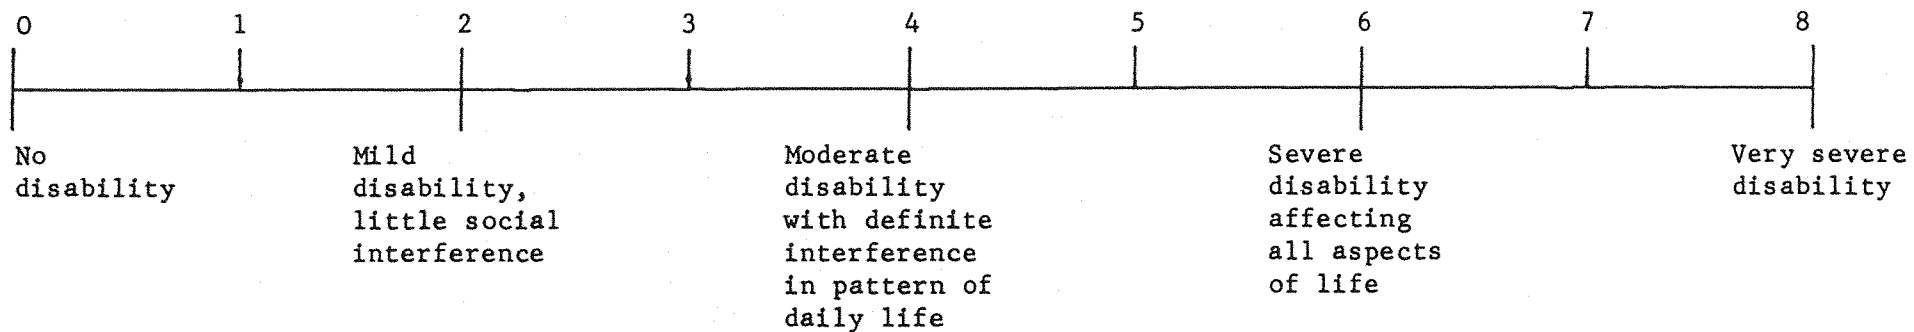 0 1 2 3 4 5 6 7 8
No
disability
Mild
disability,
little social
interference
Moderate
disability
with definite
interference
in pattern of
daily life
Severe
disability
affecting
all aspects
of life
Very severe
disability